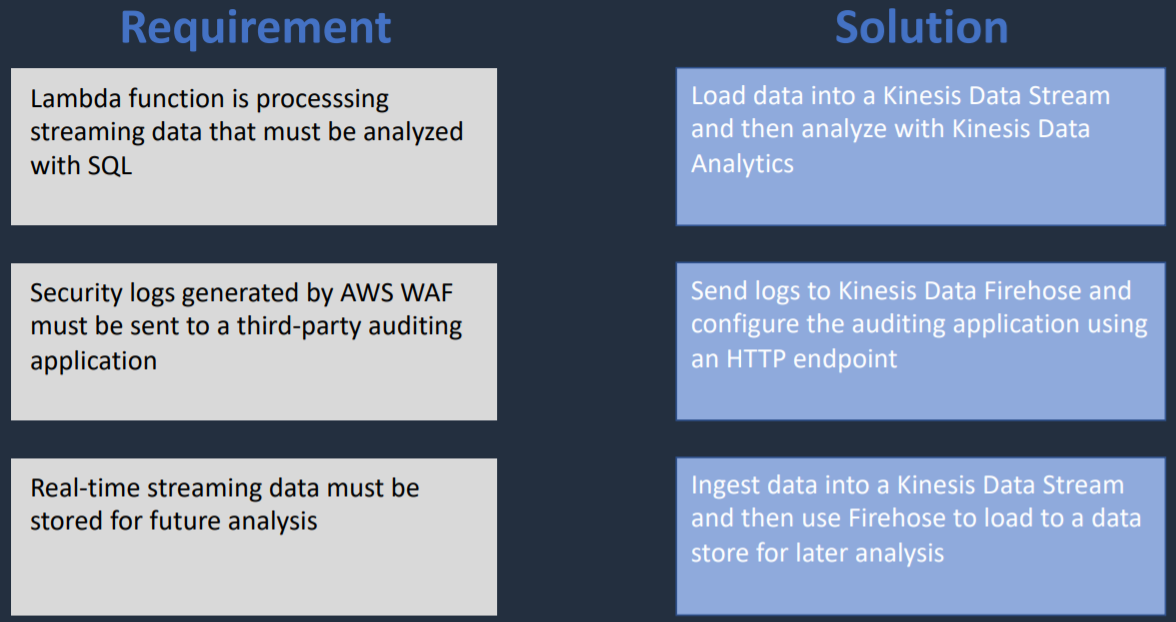 Requirement
Solution
Lambda function is processsing
streaming data that must be analyzed
with SQL
Load data into a Kinesis Data Stream
and then analyze with Kinesis Data
Analytics
Security logs generated by AWS WAF
must be sent to a third-party auditing
application
Send logs to Kinesis Data Firehose and
configure the auditing application using
an HTTP endpoint
Real-time streaming data must be
stored for future analysis
Ingest data into a Kinesis Data Stream
and then use Firehose to load to a data
store for later analysis